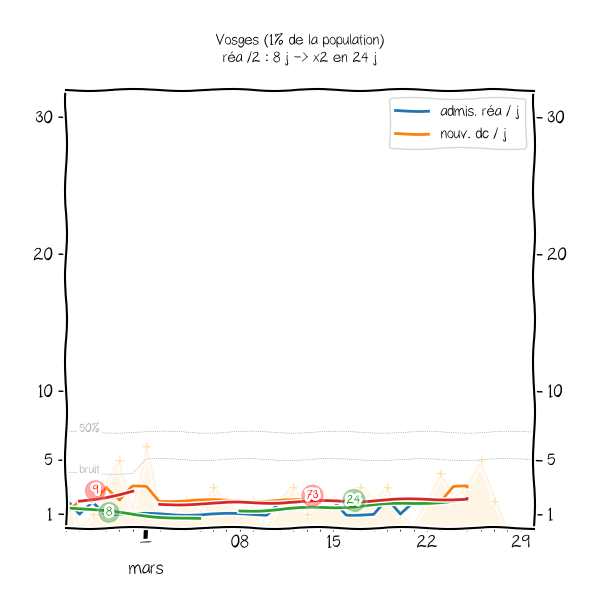 Vosges (1% de la population)
réa /2 : 8 j -> x2 en 24 j
admis. réa / j
nouv. dc / j
30 30
20 20
10 10
50%
5 5
bruit
9 73 24
8
1 1
1 08 15 22 29
mars